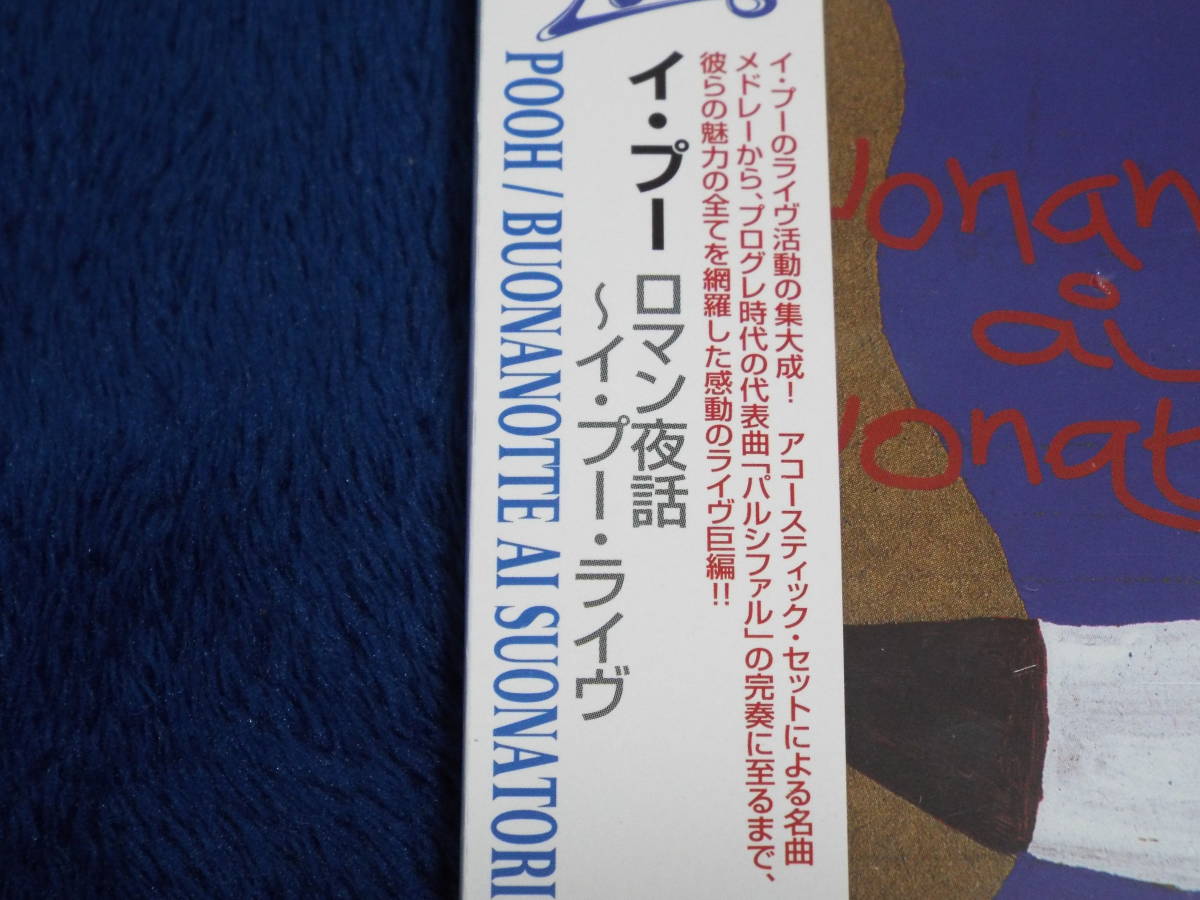 イ・プーのライヴ活動の集大成！　アコースティック・セットによる名曲
メドレーから、プログレ時代の代表曲「パルシファル」の完奏に至るまで、
彼らの魅力の全てを網羅した感動のライヴ巨編!!
イ・プー ロマン夜話
～イ・プー・ライヴ
POOH / BUONANOTTE AI SUONATORI
ai